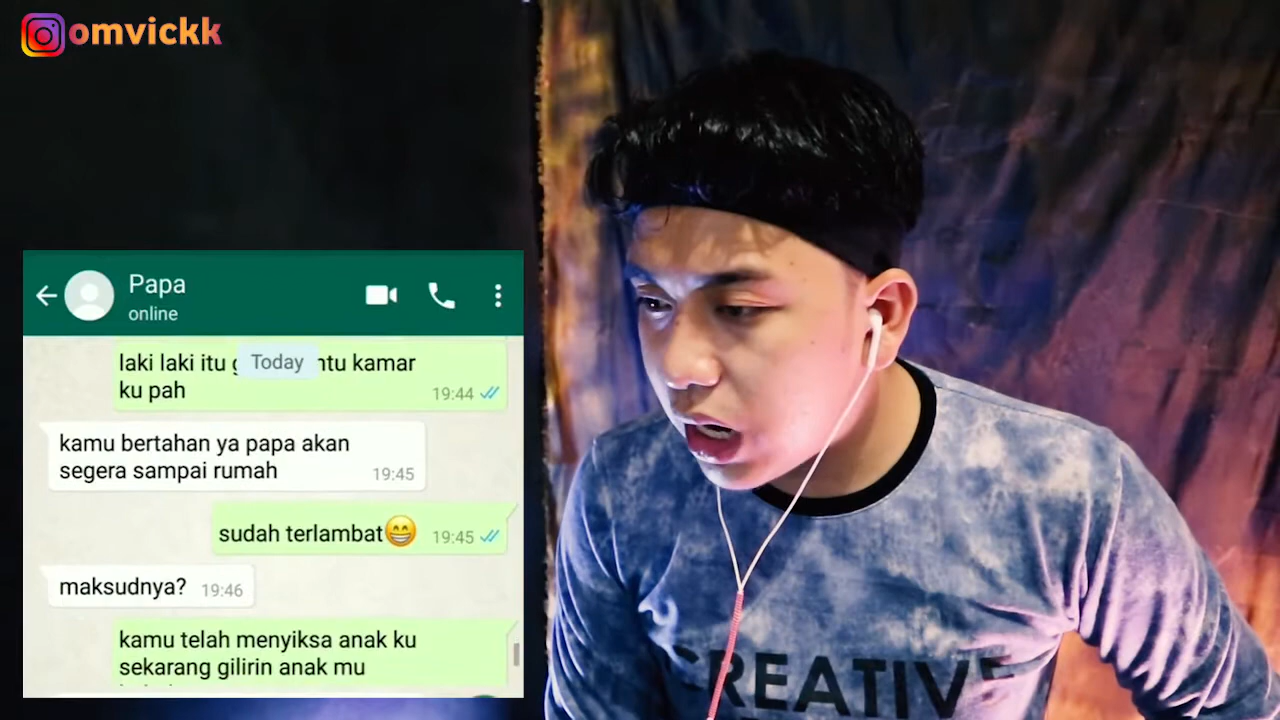 omvickk
Papa
online
Today
laki laki itu ntu kamar
ku pah
19:44
kamu bertahan ya papa akan
segera sampai rumah
19:45
sudah terlambat😁
19:45
maksudnya?
19:46
kamu telah menyiksa anak ku
sekarang gilirin anak mu
CREATIVE